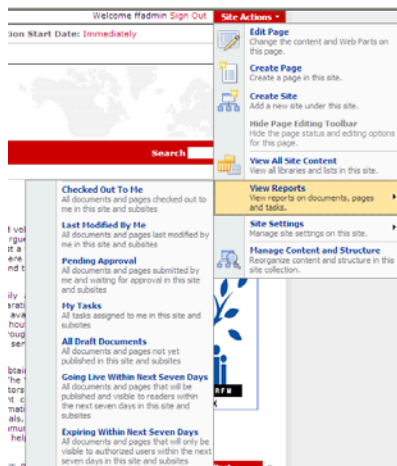 Welcome ffadmin Sign Out
Site Actions
ion Start Date: Immediately
Edit Page
Change the content and Web Parts on
this page.
Create Page
Create a page in this site.
Create Site
Add a new site under this site.
Hide Page Editing Toolbar
Hide the page status and editing options
for this page.
Search
View All Site Content
View all libraries and lists in this site.
View Reports
View reports on documents, pages
and tasks.
Site Settings
Manage site settings on this site.
Manage Content and Structure
Reorganize content and structure in this
site collection.
Checked Out To Me
All documents and pages checked out to
me in this site and subsites
Last Modified By Me
All documents and pages last modified by
me in this site and subsites
Pending Approval
All documents and pages submitted by
me and waiting for approval in this site
and subsites
My Tasks
All tasks assigned to me in this site and
subsites
All Draft Documents
All documents and pages not yet
published in this site and subsites
Going Live Within Next Seven Days
All documents and pages that will be
published and visible to readers within
the next seven days in this site and
subsites
Expiring Within Next Seven Days
All documents and pages that will only be
visible to authorized users within the next
seven days in this site and subsites